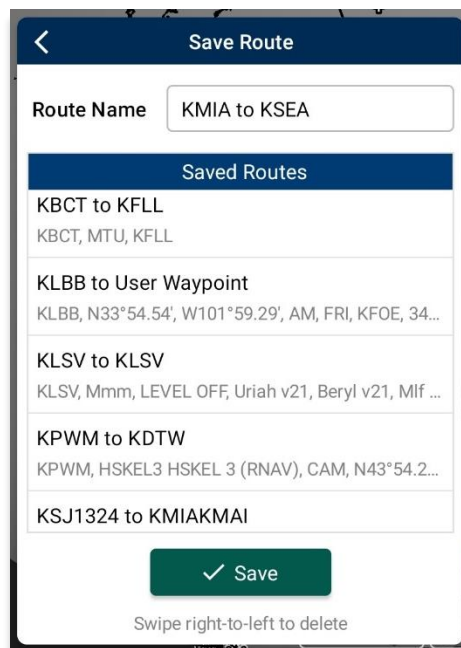 Save Route
Route Name KMIA to KSEA
Saved Routes
KBCT to KFLL
KBCT, MTU, KFLL
KLBB to User Waypoint
KLBB, N33°54.54', W101°59.29', AM, FRI, KFOE, 34...
KLSV to KLSV
KLSV, Mmm, LEVEL OFF, Uriah v21, Beryl v21, Mlf ...
KPWM to KDTW
KPWM, HSKEL3 HSKEL 3 (RNAV), CAM, N43°54.2...
KSJ1324 to KMIAKMAI
Save
Swipe right-to-left to delete